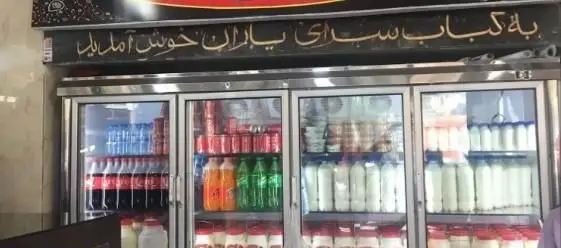 به کباب سرای یاران خوش آمدید